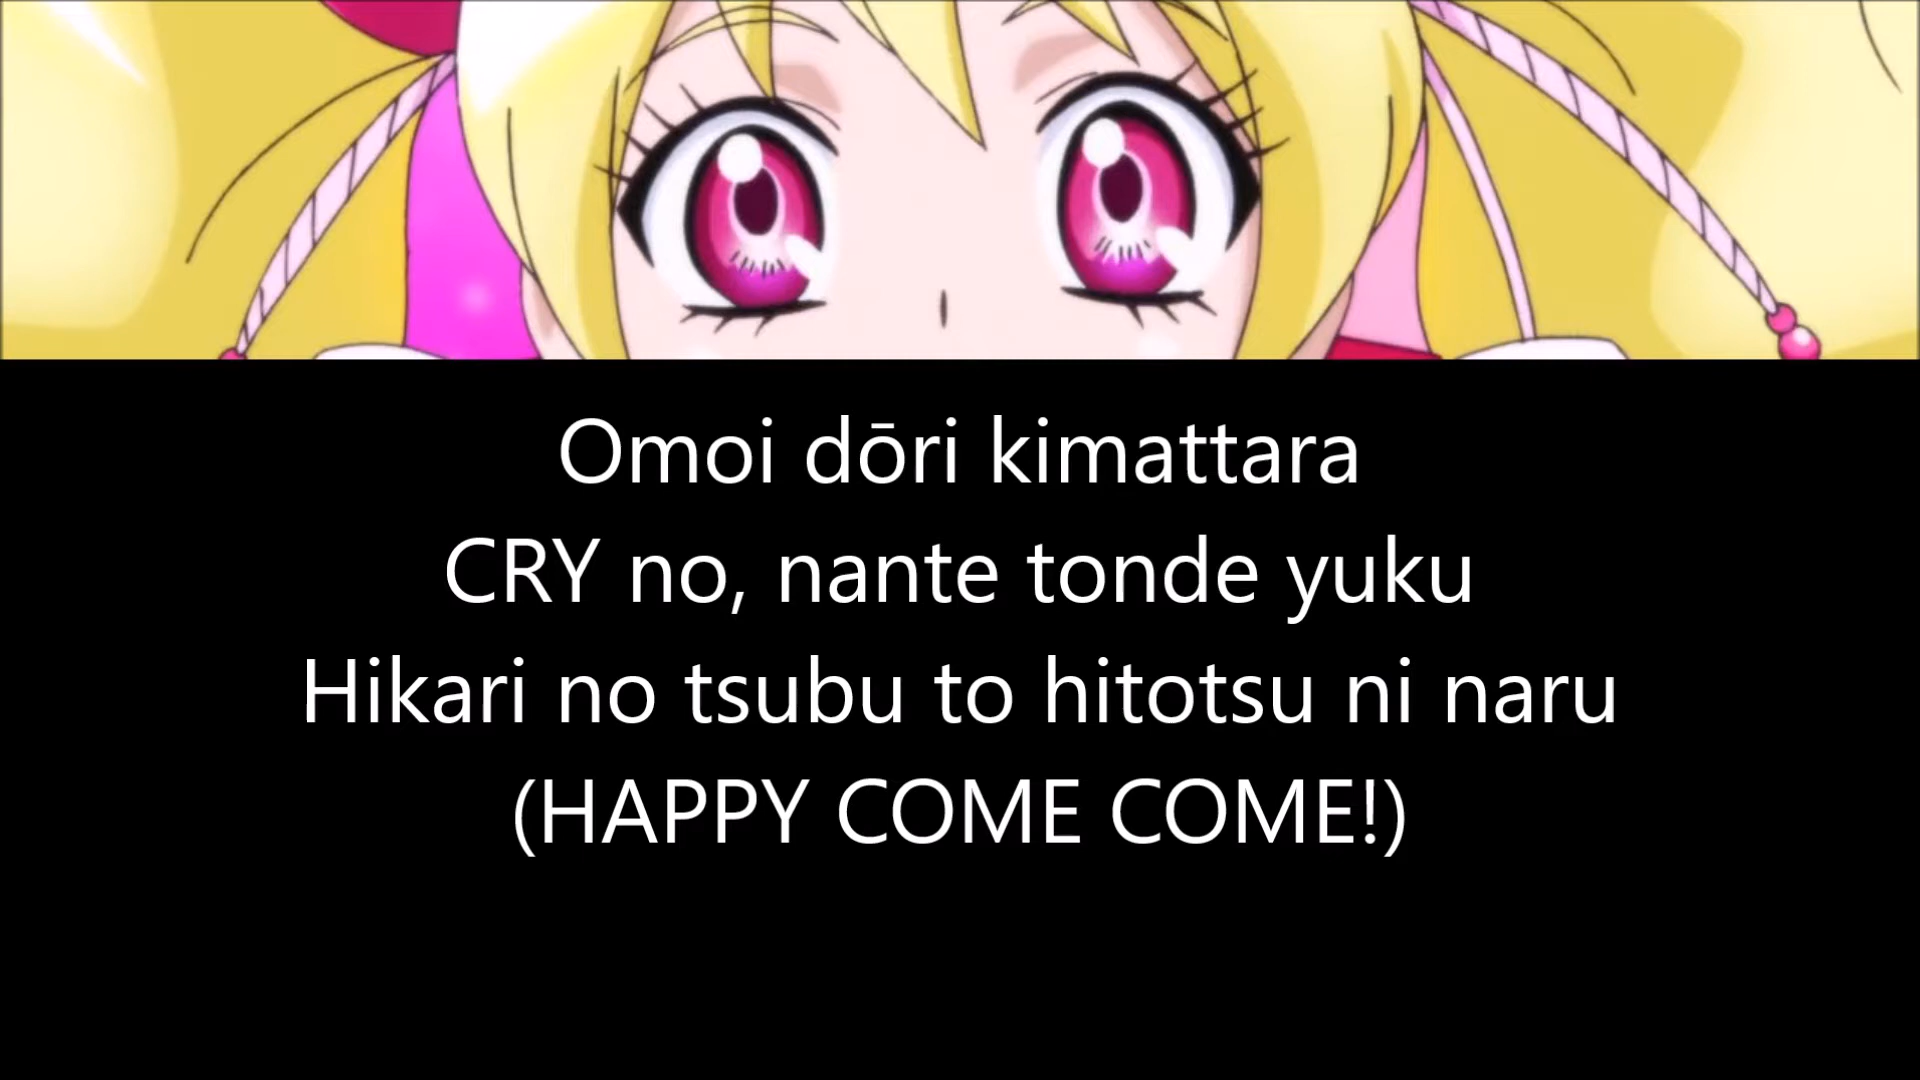 Omoi dōri kimattara
CRY no, nante tonde yuku
Hikari no tsubu to hitotsu ni naru
(HAPPY COME COME!)